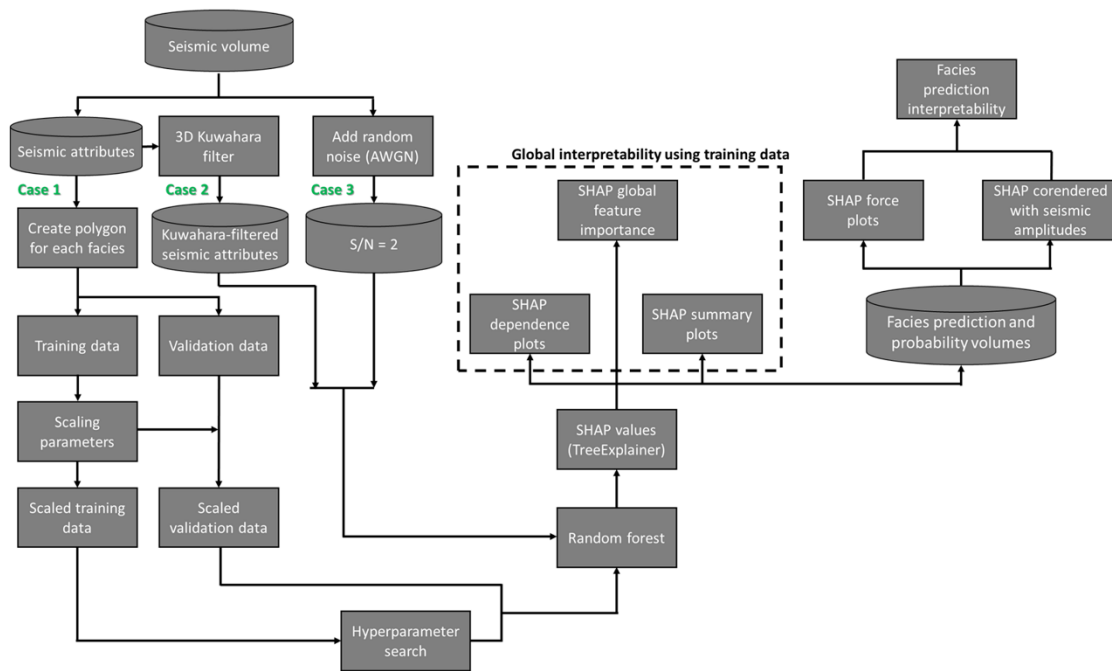 Seismic volume
Seismic attributes
3D Kuwahara
filter
Add random
noise (AWGN)
Case 1
Case 2
Case 3
Create polygon
for each facies
Kuwahara-filtered
seismic attributes
S/N = 2
Training data
Validation data
Scaling
parameters
Scaled training
data
Scaled
validation data
Hyperparameter
search
Global interpretability using training data
SHAP global
feature
importance
SHAP
dependence
plots
SHAP summary
plots
SHAP values
(TreeExplainer)
Random forest
Facies
prediction
interpretability
SHAP force
plots
SHAP corendered
with seismic
amplitudes
Facies prediction and
probability volumes